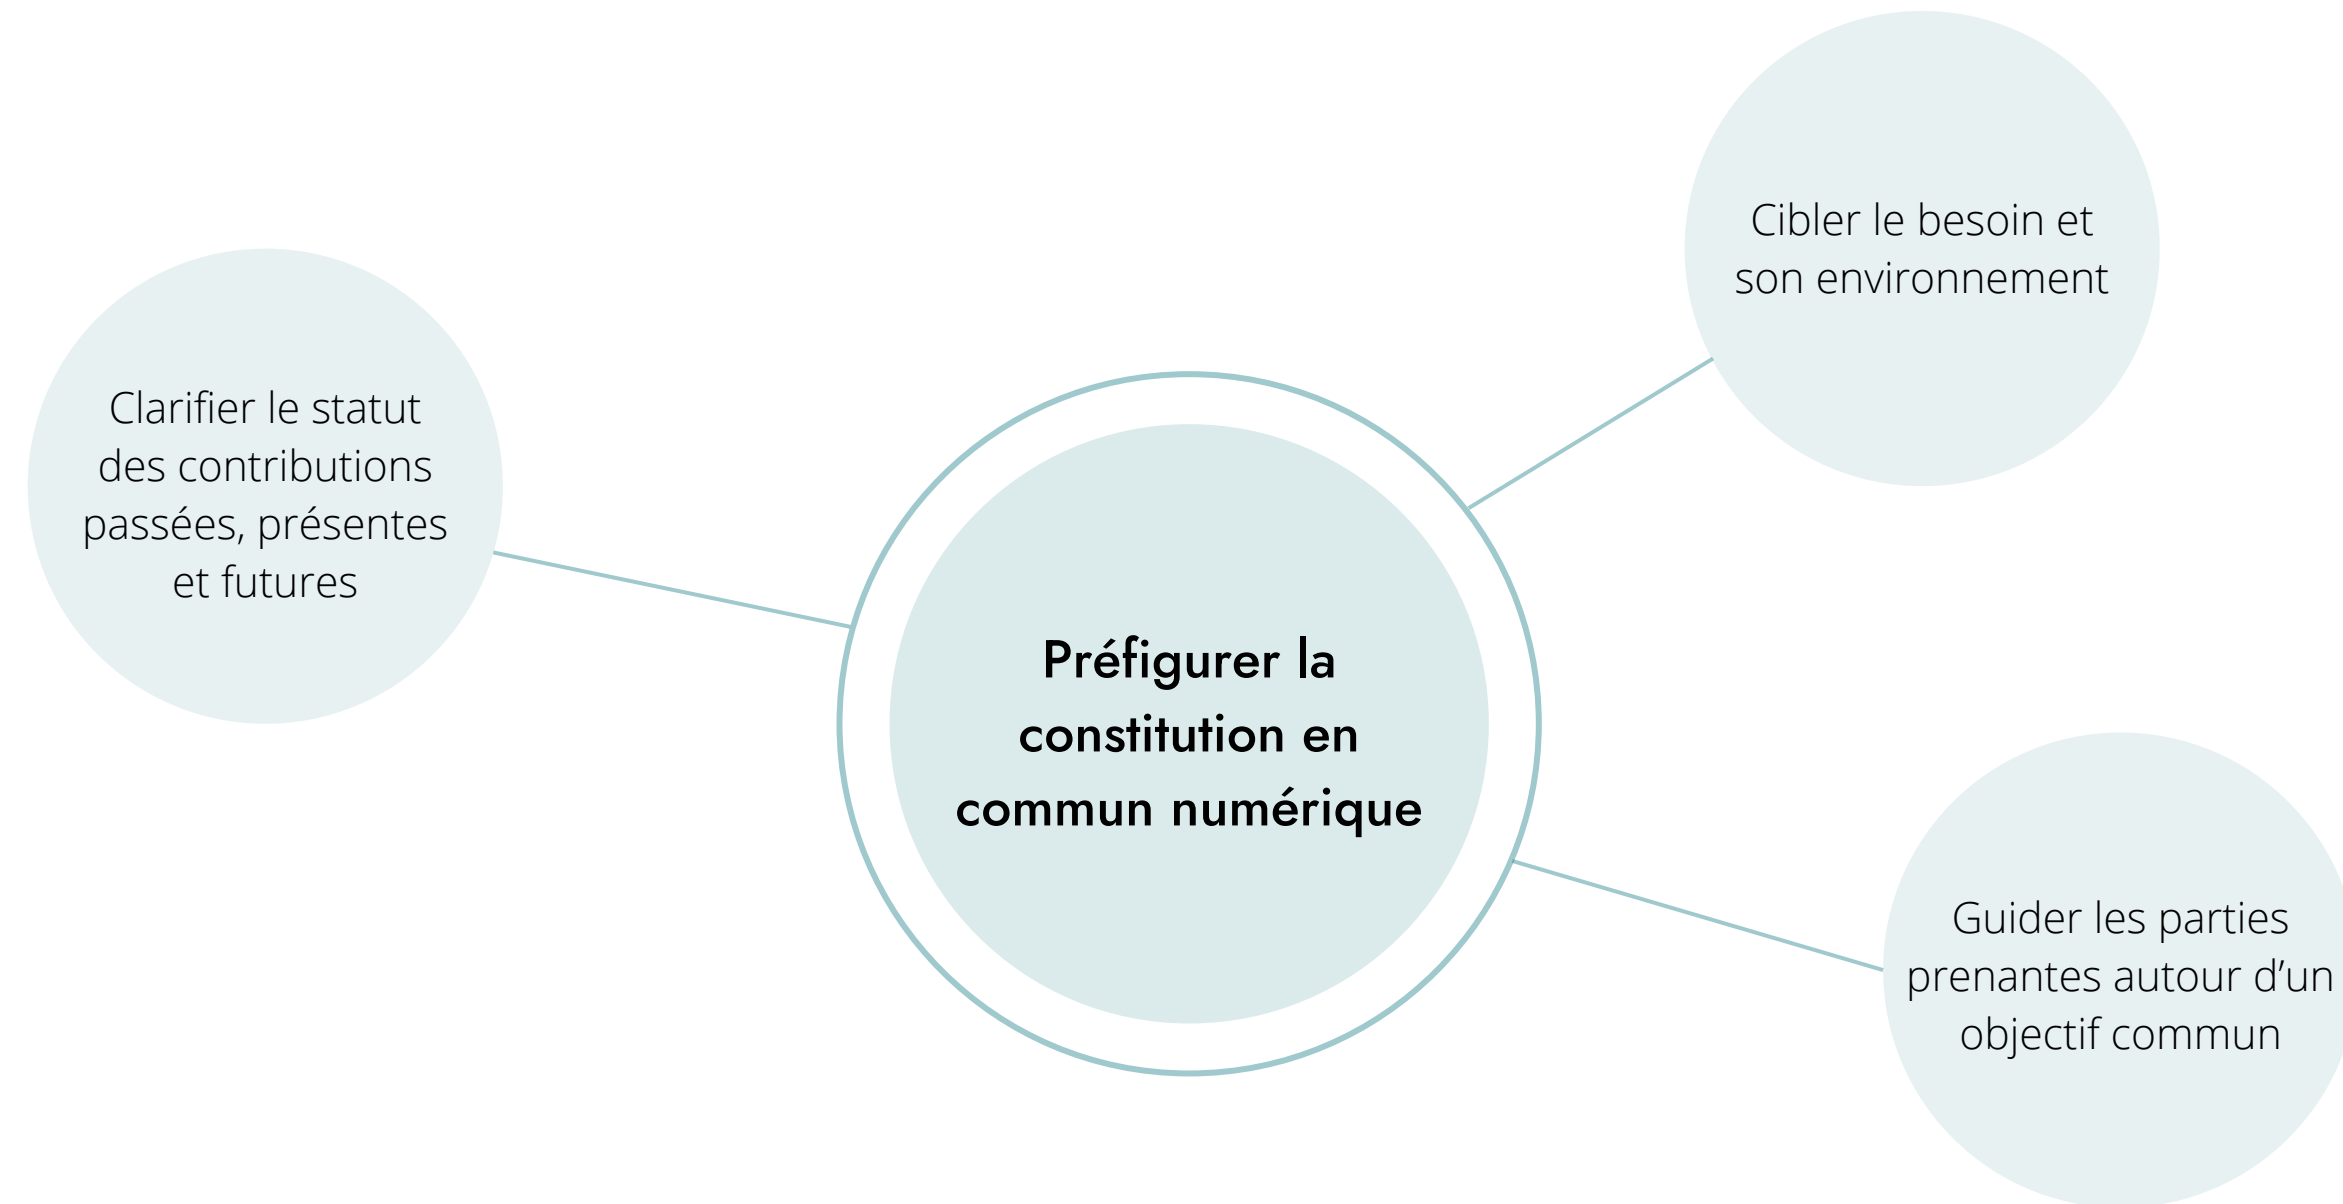 Cibler le besoin et
son environnement
Clarifier le statut
des contributions
passées, présentes
et futures
Préfigurer la
constitution en
commun numérique
Guider les parties
prenantes autour d’un
objectif commun